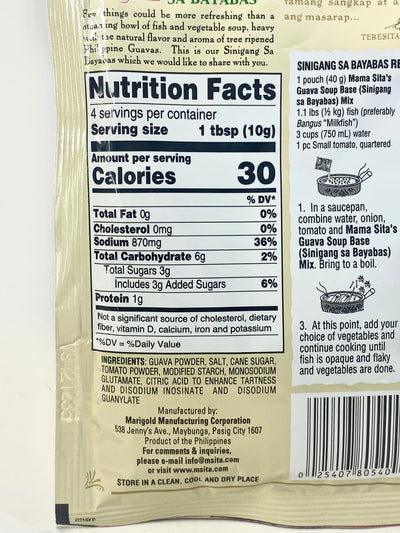 SA BAYABAS
Few things could be more refreshing than a
steaming bowl of fish and vegetable soup, heavy
with the natural flavor and aroma of tree ripened
Philippine Guavas. This is our Sinigang Sa
Bayabas which we would like to share with you.
tamang sangkap at
ang masarap...
TERESITA
Nutrition Facts
4 servings per container
Serving size 1 tbsp (10g)
Amount per serving
Calories 30
% DV*
Total Fat 0g 0%
Cholesterol 0mg 0%
Sodium 870mg 36%
Total Carbohydrate 6g 2%
Total Sugars 3g
Includes 3g Added Sugars 6%
Protein 1g
Not a significant source of cholesterol, dietary
fiber, vitamin D, calcium, iron and potassium
*%DV = %Daily Value
INGREDIENTS: GUAVA POWDER, SALT, CANE SUGAR,
TOMATO POWDER, MODIFIED STARCH, MONOSODIUM
GLUTAMATE, CITRIC ACID TO ENHANCE TARTNESS
AND DISODIUM INOSINATE AND DISODIUM
GUANYLATE
Manufactured by:
Marigold Manufacturing Corporation
538 Jenny's Ave., Maybunga, Pasig City 1607
Product of the Philippines
For comments & inquiries,
please e-mail info@msita.com
www.msita.com
STORE IN A CLEAN, COOL AND DRY PLACE
SINIGANG SA BAYABAS RE
1 pouch (40 g) Mama Sita's
Guava Soup Base (Sinigang
sa Bayabas) Mix
1.1 lbs (½ kg) fish (preferably
Bangus "Milkfish")
3 cups (750 mL) water
1 pc Small tomato, quartered
1. In a saucepan,
combine water, onion,
tomato and Mama Sita's
Guava Soup Base
(Sinigang sa Bayabas)
Mix. Bring to a boil.
3. At this point, add your
choice of vegetables and
continue cooking until
fish is opaque and flaky
and vegetables are done.
0 25407 80540